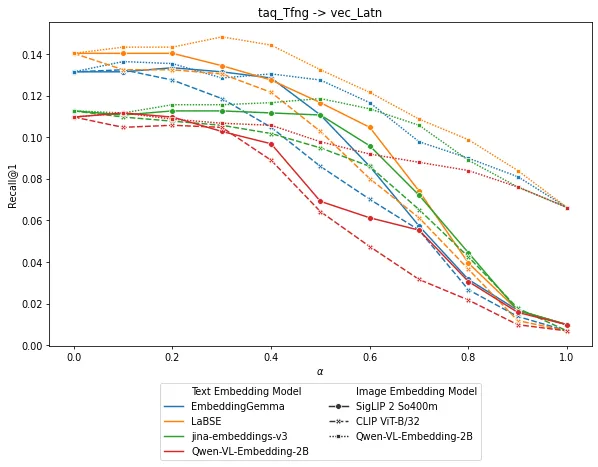 taq_Tfng -> vec_Latn
Recall@1
0.14
0.12
0.10
0.08
0.06
0.04
0.02
0.00
0.0
0.2
0.4
0.6
0.8
1.0
α
Text Embedding Model
EmbeddingGemma
LaBSE
jina-embeddings-v3
Qwen-VL-Embedding-2B
Image Embedding Model
SigLIP 2 So400m
CLIP ViT-B/32
Qwen-VL-Embedding-2B